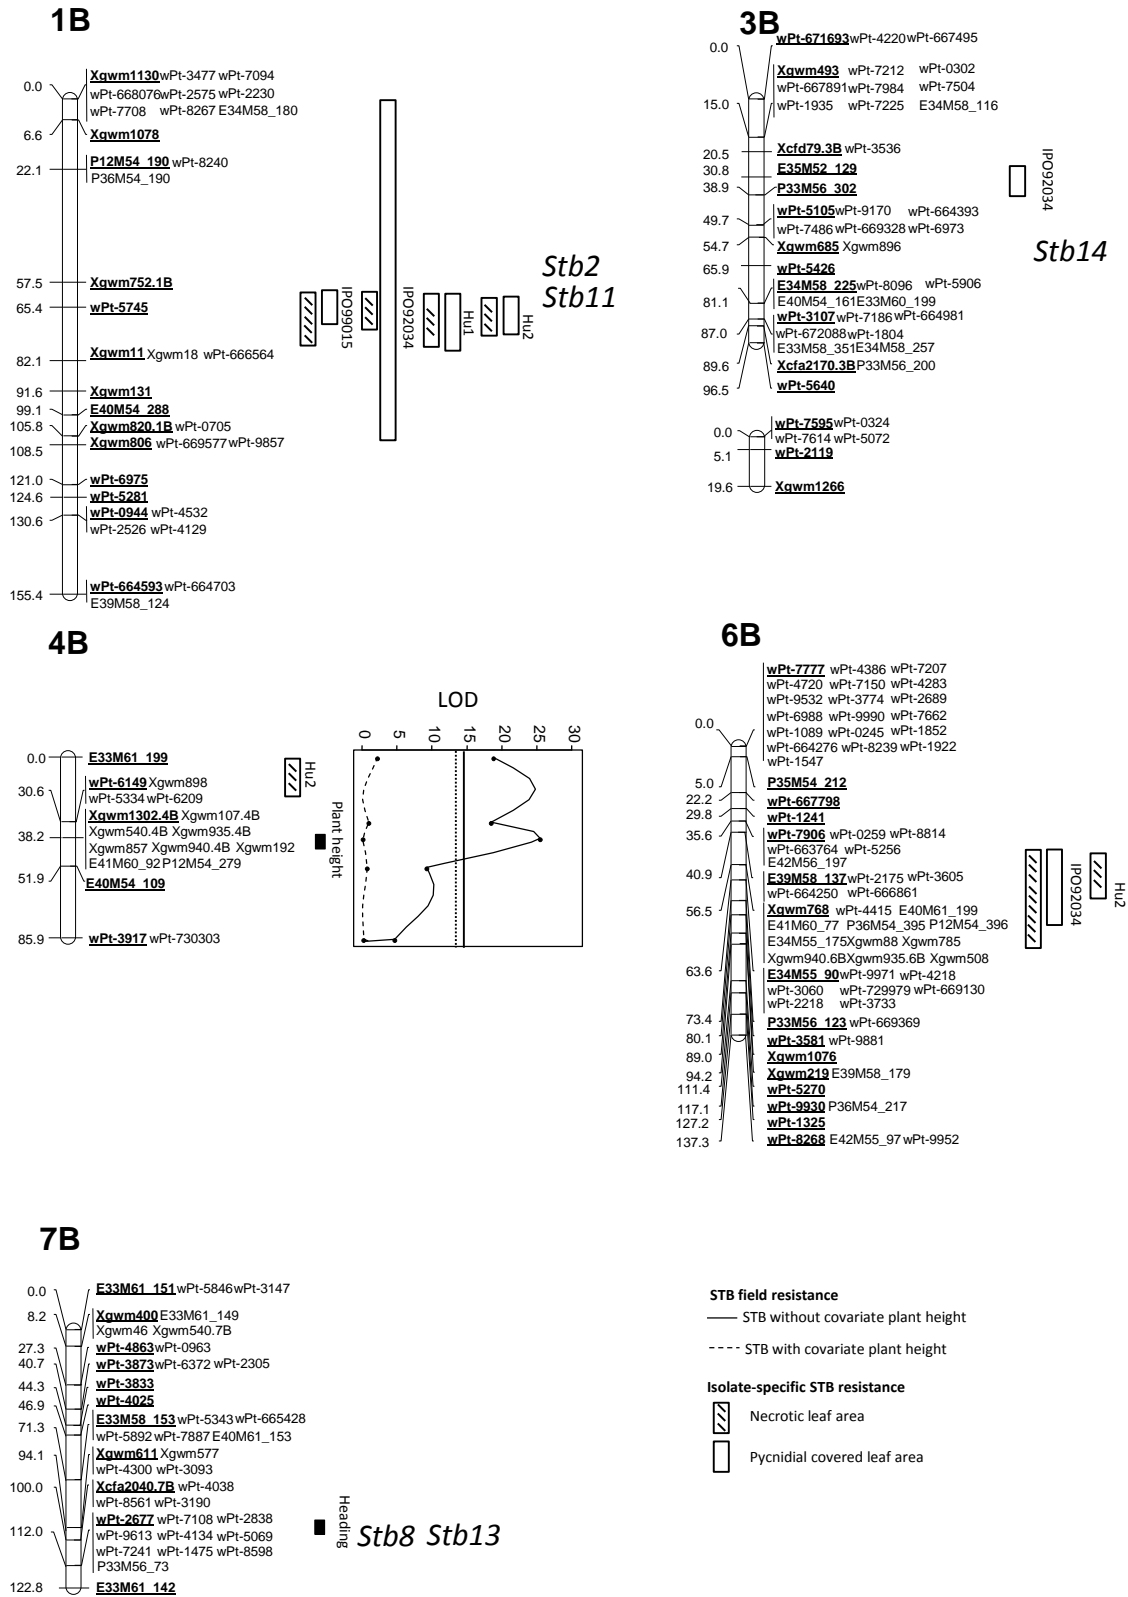 1B
0.0
Xgwm1130 wPt-3477 wPt-7094
wPt-668076 wPt-2575 wPt-2230
wPt-7708 wPt-8267 E34M58_180
6.6
Xgwm1078
22.1
P12M54_190 wPt-8240
P36M54_190
57.5
Xgwm752.1B
65.4
wPt-5745
82.1
Xgwm11 Xgwm18 wPt-666564
91.6
Xgwm131
99.1
E40M54_288
105.8
Xgwm820.1B wPt-0705
108.5
Xgwm806 wPt-669577 wPt-9857
121.0
wPt-6975
124.6
wPt-5281
130.6
wPt-0944 wPt-4532
wPt-2526 wPt-4129
155.4
wPt-664593 wPt-664703
E39M58_124
IPO99015
IPO92034
Hu1
Hu2
Stb2
Stb11
3B
0.0
wPt-671693 wPt-4220 wPt-667495
15.0
Xgwm493 wPt-7212 wPt-0302
wPt-667891 wPt-7984 wPt-7504
wPt-1935 wPt-7225 E34M58_116
20.5
Xcfd79.3B wPt-3536
30.8
E35M52_129
38.9
P33M56_302
49.7
wPt-5105 wPt-9170 wPt-664393
wPt-7486 wPt-669328 wPt-6973
54.7
Xgwm685 Xgwm896
65.9
wPt-5426
81.1
E34M58_225 wPt-8096 wPt-5906
E40M54_161 E33M60_199
87.0
wPt-3107 wPt-7186 wPt-664981
wPt-672088 wPt-1804
E33M58_351 E34M58_257
89.6
Xcfa2170.3B P33M56_200
96.5
wPt-5640
0.0
wPt-7595 wPt-0324
wPt-7614 wPt-5072
5.1
wPt-2119
19.6
Xgwm1266
IPO92034
Stb14
4B
0.0
E33M61_199
30.6
wPt-6149 Xgwm898
wPt-5334 wPt-6209
38.2
Xgwm1302.4B Xgwm107.4B
Xgwm540.4B Xgwm935.4B
Xgwm857 Xgwm940.4B Xgwm192
E41M60_92 P12M54_279
51.9
E40M54_109
85.9
wPt-3917 wPt-730303
Hu2
Plant height
LOD
0 5 10 15 20 25 30
6B
0.0
wPt-7777 wPt-4386 wPt-7207
wPt-4720 wPt-7150 wPt-4283
wPt-9532 wPt-3774 wPt-2689
wPt-6988 wPt-9990 wPt-7662
wPt-1089 wPt-0245 wPt-1852
wPt-664276 wPt-8239 wPt-1922
wPt-1547
5.0
P35M54_212
22.2
wPt-667798
29.8
wPt-1241
35.6
wPt-7906 wPt-0259 wPt-8814
wPt-663764 wPt-5256
E42M56_197
40.9
E39M58_137 wPt-2175 wPt-3605
wPt-664250 wPt-666861
56.5
Xgwm768 wPt-4415 E40M61_199
E41M60_77 P36M54_395 P12M54_396
E34M55_175 Xgwm88 Xgwm785
Xgwm940.6B Xgwm935.6B Xgwm508
63.6
E34M55_90 wPt-9971 wPt-4218
wPt-3060 wPt-729979 wPt-669130
wPt-2218 wPt-3733
73.4
P33M56_123 wPt-669369
80.1
wPt-3581 wPt-9881
89.0
Xgwm1076
94.2
Xgwm219 E39M58_179
111.4
wPt-5270
117.1
wPt-9930 P36M54_217
127.2
wPt-1325
137.3
wPt-8268 E42M55_97 wPt-9952
IPO92034
Hu2
7B
0.0
E33M61_151 wPt-5846 wPt-3147
8.2
Xgwm400 E33M61_149
Xgwm46 Xgwm540.7B
27.3
wPt-4863 wPt-0963
40.7
wPt-3873 wPt-6372 wPt-2305
44.3
wPt-3833
46.9
wPt-4025
71.3
E33M58_153 wPt-5343 wPt-665428
wPt-5892 wPt-7887 E40M61_153
94.1
Xgwm611 Xgwm577
wPt-4300 wPt-3093
100.0
Xcfa2040.7B wPt-4038
wPt-8561 wPt-3190
112.0
wPt-2677 wPt-7108 wPt-2838
wPt-9613 wPt-4134 wPt-5069
wPt-7241 wPt-1475 wPt-8598
P33M56_73
122.8
E33M61_142
Heading
Stb8 Stb13
STB field resistance
STB without covariate plant height
STB with covariate plant height
Isolate-specific STB resistance
Necrotic leaf area
Pycnidial covered leaf area